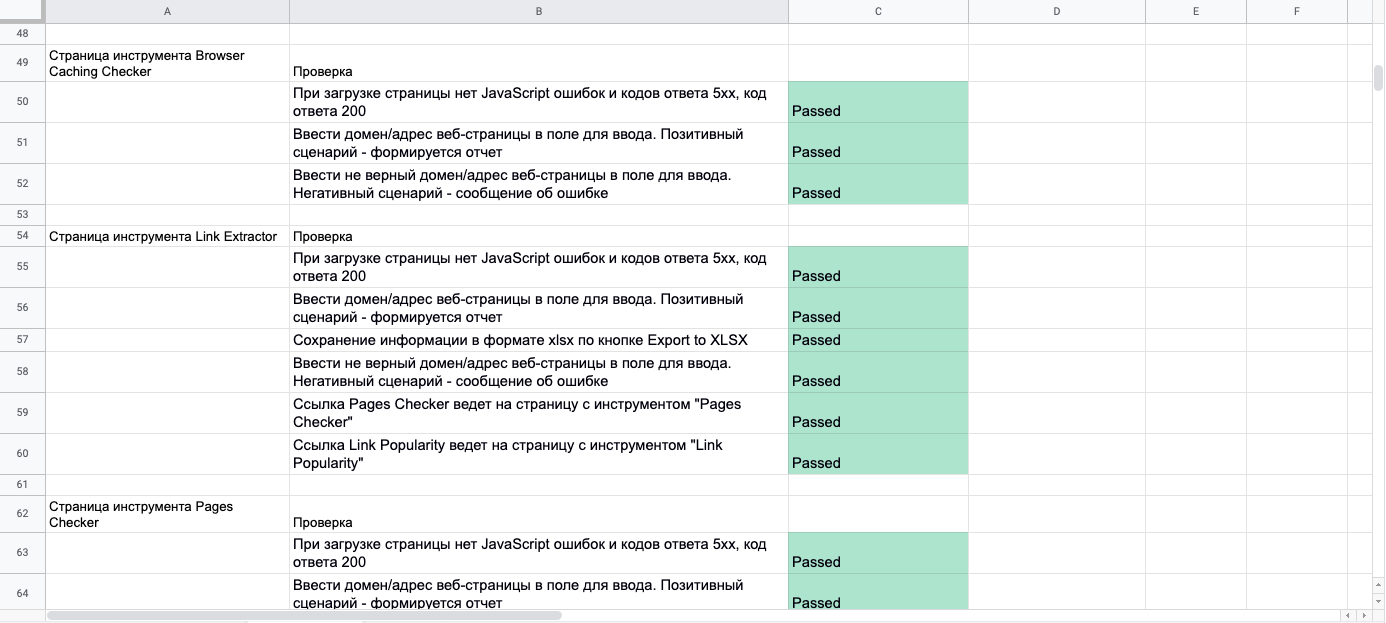 A B C D E F
48
49 Страница инструмента Browser
Caching Checker Проверка
50 При загрузке страницы нет JavaScript ошибок и кодов ответа 5xx, код
ответа 200 Passed
51 Ввести домен/адрес веб-страницы в поле для ввода. Позитивный
сценарий - формируется отчет Passed
52 Ввести не верный домен/адрес веб-страницы в поле для ввода.
Негативный сценарий - сообщение об ошибке Passed
53
54 Страница инструмента Link Extractor Проверка
55 При загрузке страницы нет JavaScript ошибок и кодов ответа 5xx, код
ответа 200 Passed
56 Ввести домен/адрес веб-страницы в поле для ввода. Позитивный
сценарий - формируется отчет Passed
57 Сохранение информации в формате xlsx по кнопке Export to XLSX Passed
58 Ввести не верный домен/адрес веб-страницы в поле для ввода.
Негативный сценарий - сообщение об ошибке Passed
59 Ссылка Pages Checker ведет на страницу с инструментом "Pages
Checker" Passed
60 Ссылка Link Popularity ведет на страницу с инструментом "Link
Popularity" Passed
61
62 Страница инструмента Pages
Checker Проверка
63 При загрузке страницы нет JavaScript ошибок и кодов ответа 5xx, код
ответа 200 Passed
64 Ввести домен/адрес веб-страницы в поле для ввода. Позитивный
сценарий - формируется отчет Passed